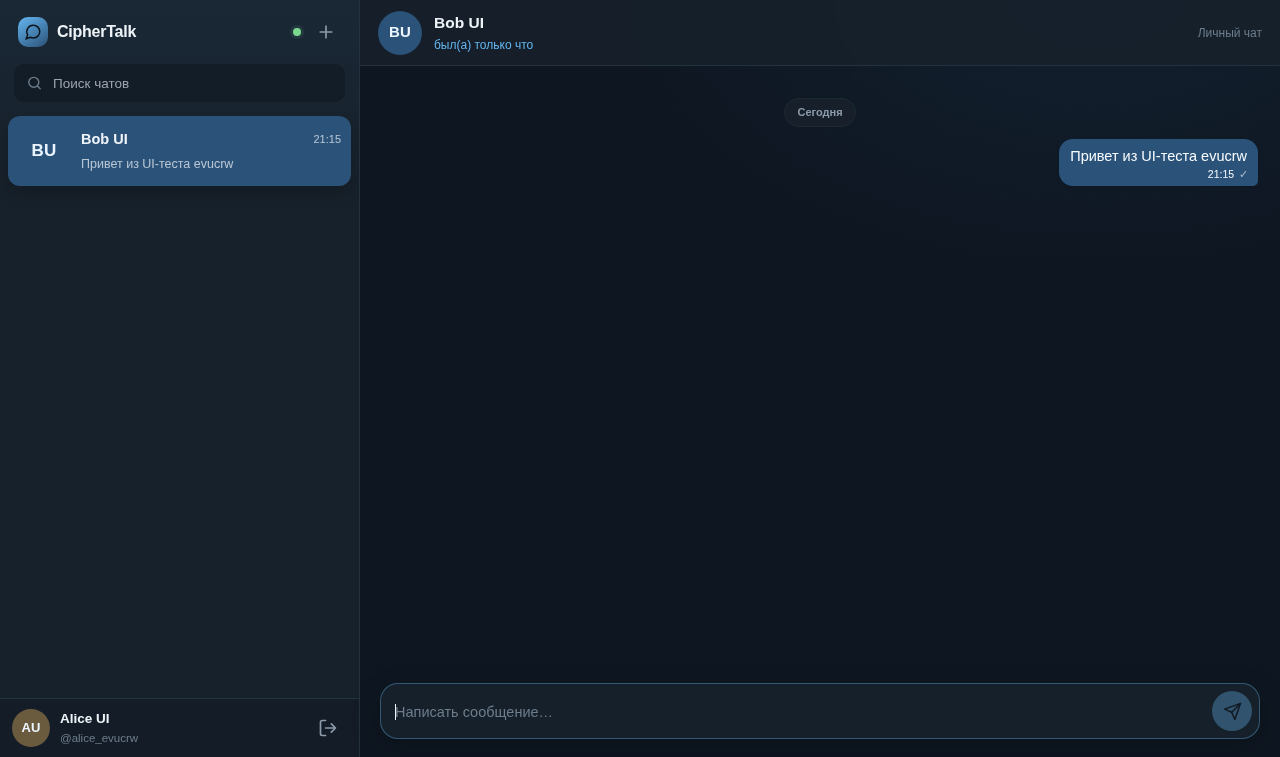 CipherTalk
Поиск чатов
BU
Bob UI
21:15
Привет из UI-теста evucrw
AU
Alice UI
@alice_evucrw
BU
Bob UI
был(а) только что
Личный чат
Сегодня
Привет из UI-теста evucrw
21:15 ✓
Написать сообщение…